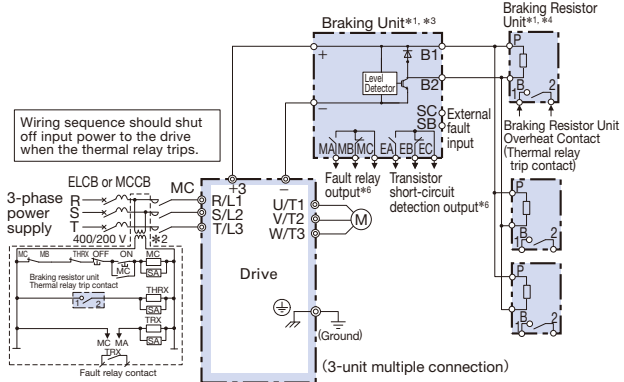 Braking Unit*1, *3
Braking Resistor
Unit*1, *4
+
−
B1
B2
Level
Detector
SC
SB
External
fault
input
MA MB MC EA EB EC
Fault relay
output*6
Transistor
short-circuit
detection output*6
P
B
1 2
Braking Resistor Unit
Overheat Contact
(Thermal relay
trip contact)
P
B
1 2
P
B
1 2
Wiring sequence should shut
off input power to the drive
when the thermal relay trips.
ELCB or MCCB
MC
3-phase
power
supply
R
S
T
400/200 V
*2
+3 −
R/L1
S/L2
T/L3
U/T1
V/T2
W/T3
M
Drive
(Ground)
(3-unit multiple connection)
MC MB THRX OFF ON MC
MC
SA
Braking resistor unit
Thermal relay trip contact
1 2
THRX
SA
TRX
SA
MC MA
TRX
Fault relay contact